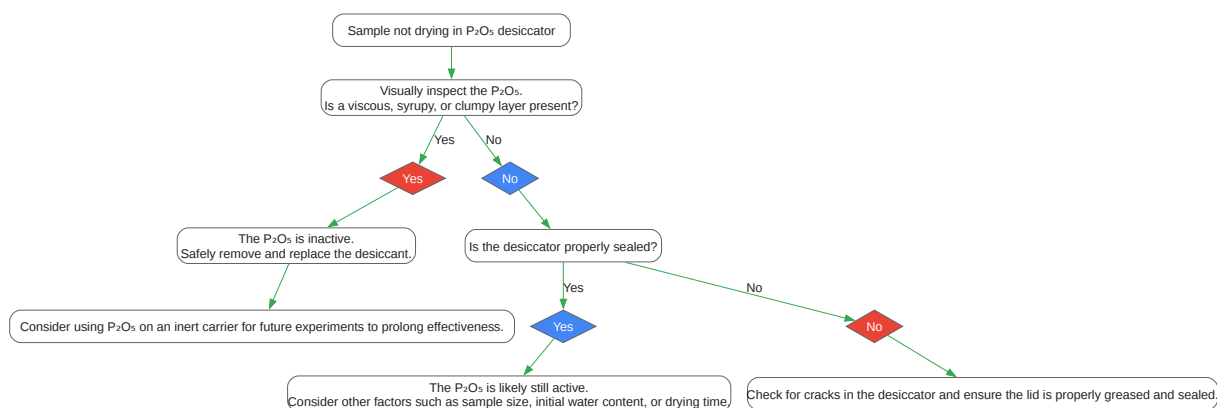 Sample not drying in P₂O₅ desiccator
Visually inspect the P₂O₅.
Is a viscous, syrupy, or clumpy layer present?
Yes
No
Yes
No
The P₂O₅ is inactive.
Safely remove and replace the desiccant.
Is the desiccator properly sealed?
Yes
No
Consider using P₂O₅ on an inert carrier for future experiments to prolong effectiveness.
Yes
No
The P₂O₅ is likely still active.
Consider other factors such as sample size, initial water content, or drying time.
Check for cracks in the desiccator and ensure the lid is properly greased and sealed.